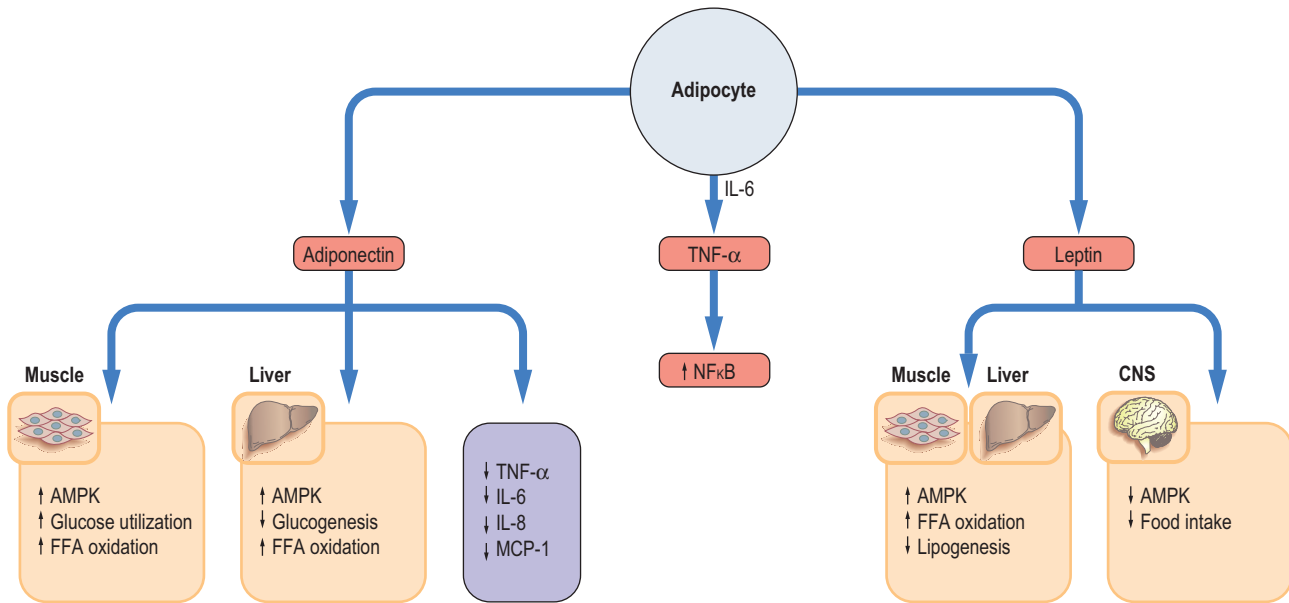 Adipocyte
IL-6
Adiponectin
TNF-α
Leptin
↑ NFκB
Muscle
↑ AMPK
↑ Glucose utilization
↑ FFA oxidation
Liver
↑ AMPK
↓ Glucogenesis
↑ FFA oxidation
↓ TNF-α
↓ IL-6
↓ IL-8
↓ MCP-1
Muscle Liver
↑ AMPK
↑ FFA oxidation
↓ Lipogenesis
CNS
↓ AMPK
↓ Food intake